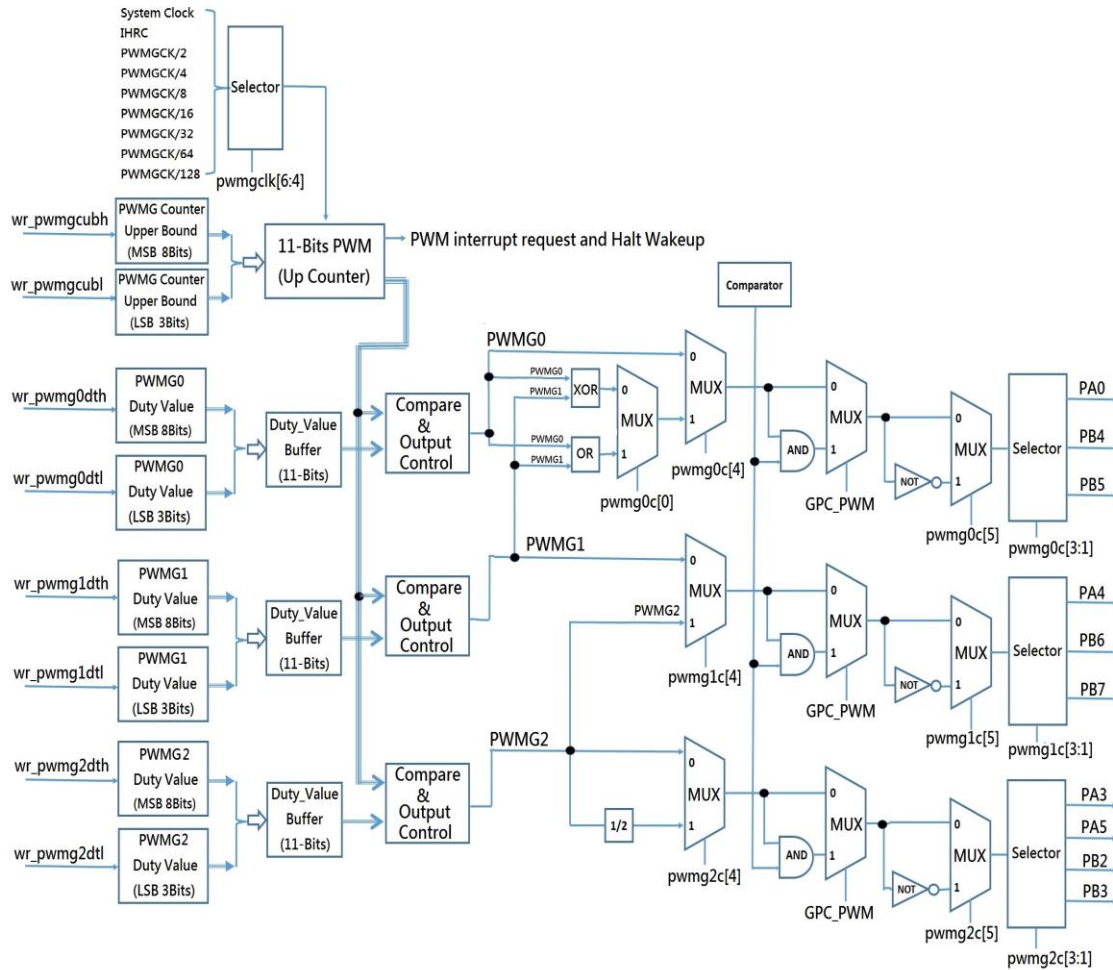 System Clock
IHRC
PWMGCK/2
PWMGCK/4
PWMGCK/8
PWMGCK/16
PWMGCK/32
PWMGCK/64
PWMGCK/128
Selector
pwmgclk[6:4]
wr_pwmgcubh
PWMG Counter
Upper Bound
(MSB 8Bits)
wr_pwmgcubl
PWMG Counter
Upper Bound
(LSB 3Bits)
11-Bits PWM
(Up Counter)
PWM interrupt request and Halt Wakeup
Comparator
wr_pwmg0dth
PWMG0
Duty Value
(MSB 8Bits)
wr_pwmg0dtl
PWMG0
Duty Value
(LSB 3Bits)
Duty_Value
Buffer
(11-Bits)
Compare
&
Output
Control
PWMG0
PWMG0
PWMG1
XOR
PWMG0
PWMG1
OR
0
MUX
1
pwmg0c[0]
0
MUX
1
pwmg0c[4]
AND
0
MUX
1
GPC_PWM
NOT
0
MUX
1
pwmg0c[5]
Selector
pwmg0c[3:1]
PA0
PB4
PB5
wr_pwmg1dth
PWMG1
Duty Value
(MSB 8Bits)
wr_pwmg1dtl
PWMG1
Duty Value
(LSB 3Bits)
Duty_Value
Buffer
(11-Bits)
Compare
&
Output
Control
PWMG1
PWMG2
0
MUX
1
pwmg1c[4]
AND
0
MUX
1
GPC_PWM
NOT
0
MUX
1
pwmg1c[5]
Selector
pwmg1c[3:1]
PA4
PB6
PB7
wr_pwmg2dth
PWMG2
Duty Value
(MSB 8Bits)
wr_pwmg2dtl
PWMG2
Duty Value
(LSB 3Bits)
Duty_Value
Buffer
(11-Bits)
Compare
&
Output
Control
PWMG2
1/2
0
MUX
1
pwmg2c[4]
AND
0
MUX
1
GPC_PWM
NOT
0
MUX
1
pwmg2c[5]
Selector
pwmg2c[3:1]
PA3
PA5
PB2
PB3